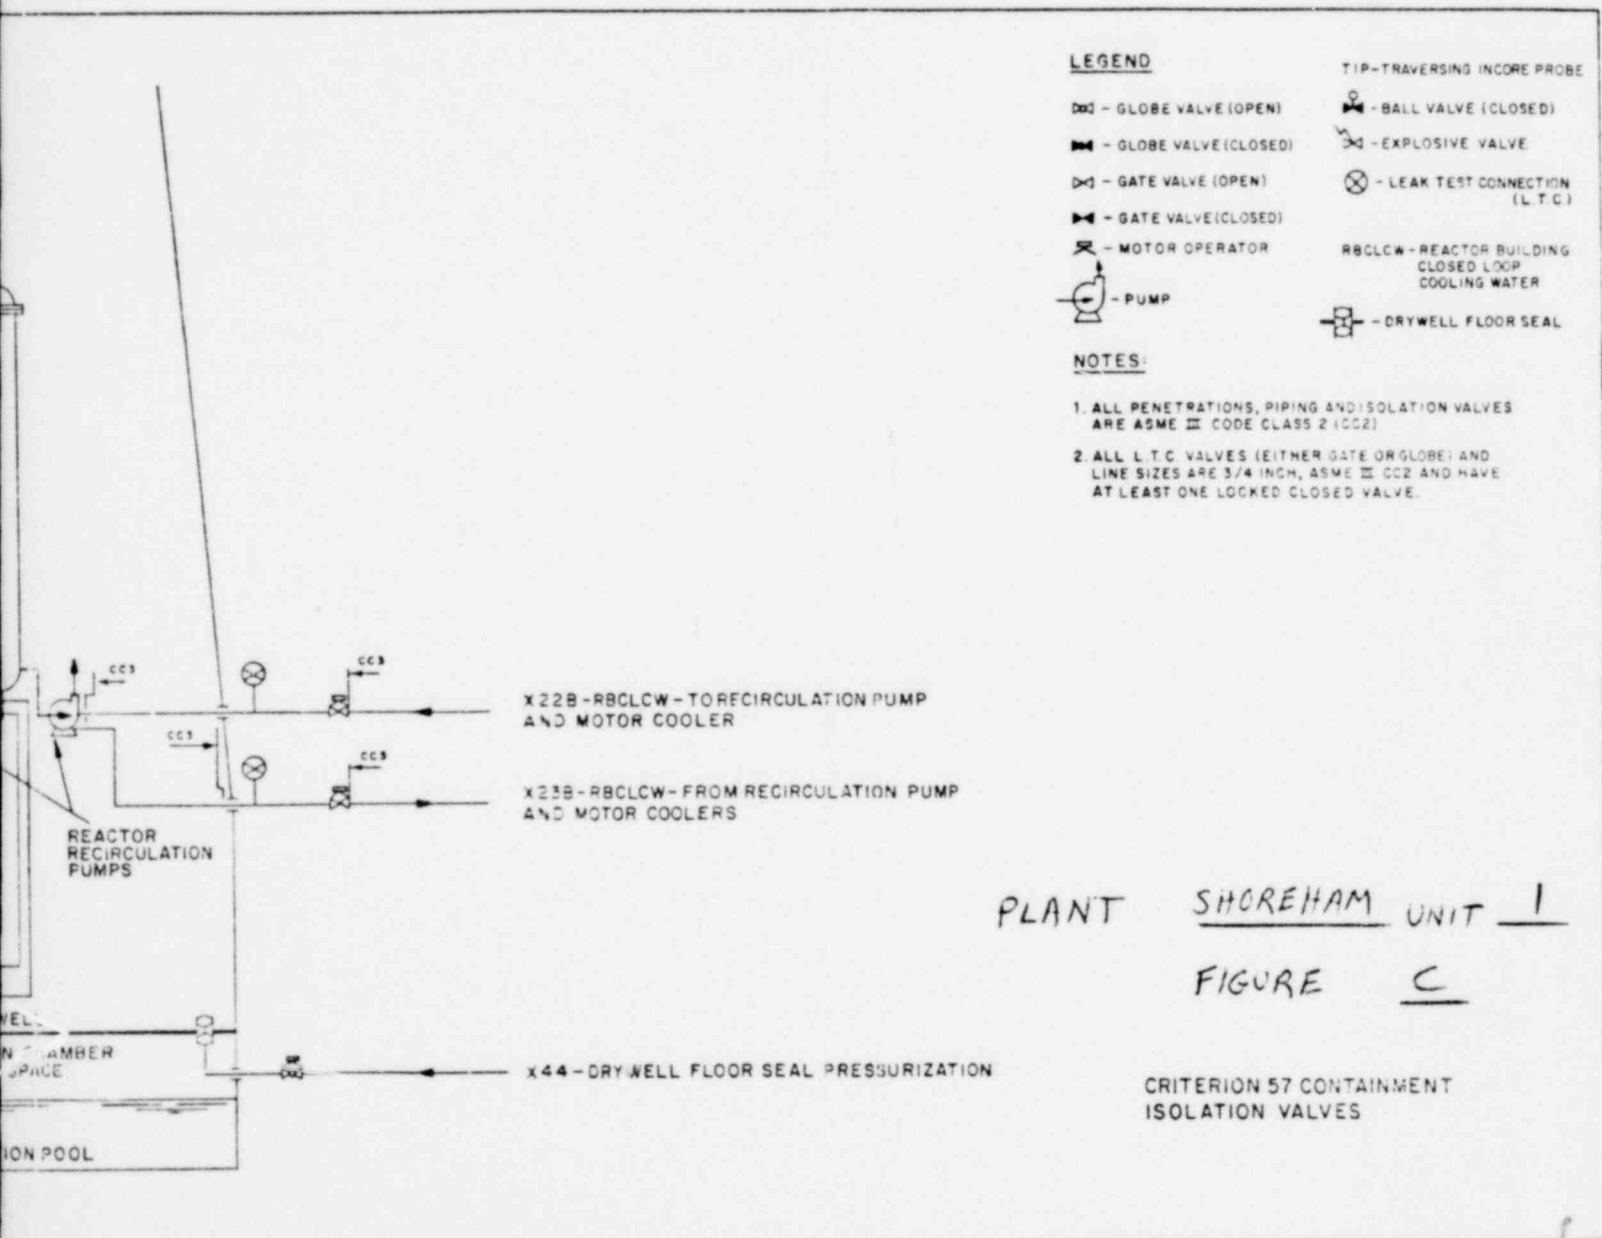 LEGEND
GLOBE VALVE (OPEN)
GLOBE VALVE (CLOSED)
GATE VALVE (OPEN)
GATE VALVE (CLOSED)
MOTOR OPERATOR
- PUMP
TIP-TRAVERSING INCORE PROBE
- BALL VALVE (CLOSED)
- EXPLOSIVE VALVE
- LEAK TEST CONNECTION
(L.T.C.)
RBCLCW-REACTOR BUILDING
CLOSED LOOP
COOLING WATER
- DRYWELL FLOOR SEAL
NOTES:
1. ALL PENETRATIONS, PIPING AND ISOLATION VALVES
ARE ASME III CODE CLASS 2 (CC2)
2. ALL L.T.C. VALVES (EITHER GATE OR GLOBE) AND
LINE SIZES ARE 3/4 INCH, ASME III CC2 AND HAVE
AT LEAST ONE LOCKED CLOSED VALVE.
CC3
CC3
X22B-RBCLCW-TO RECIRCULATION PUMP
AND MOTOR COOLER
CC3
CC3
X23B-RBCLCW-FROM RECIRCULATION PUMP
AND MOTOR COOLERS
REACTOR
RECIRCULATION
PUMPS
PLANT SHOREHAM UNIT 1
FIGURE C
WELL
N CHAMBER
SPACE
X44-DRYWELL FLOOR SEAL PRESSURIZATION
ION POOL
CRITERION 57 CONTAINMENT
ISOLATION VALVES